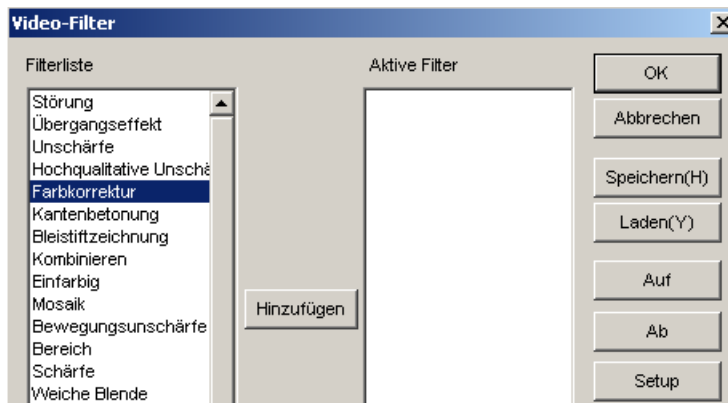 Video-Filter
Filterliste
Störung
Übergangseffekt
Unschärfe
Hochqualitative Unschä
Farbkorrektur
Kantenbetonung
Bleistiftzeichnung
Kombinieren
Einfarbig
Mosaik
Bewegungsunschärfe
Bereich
Schärfe
Weiche Blende
Hinzufügen
Aktive Filter
OK
Abbrechen
Speichern(H)
Laden(Y)
Auf
Ab
Setup